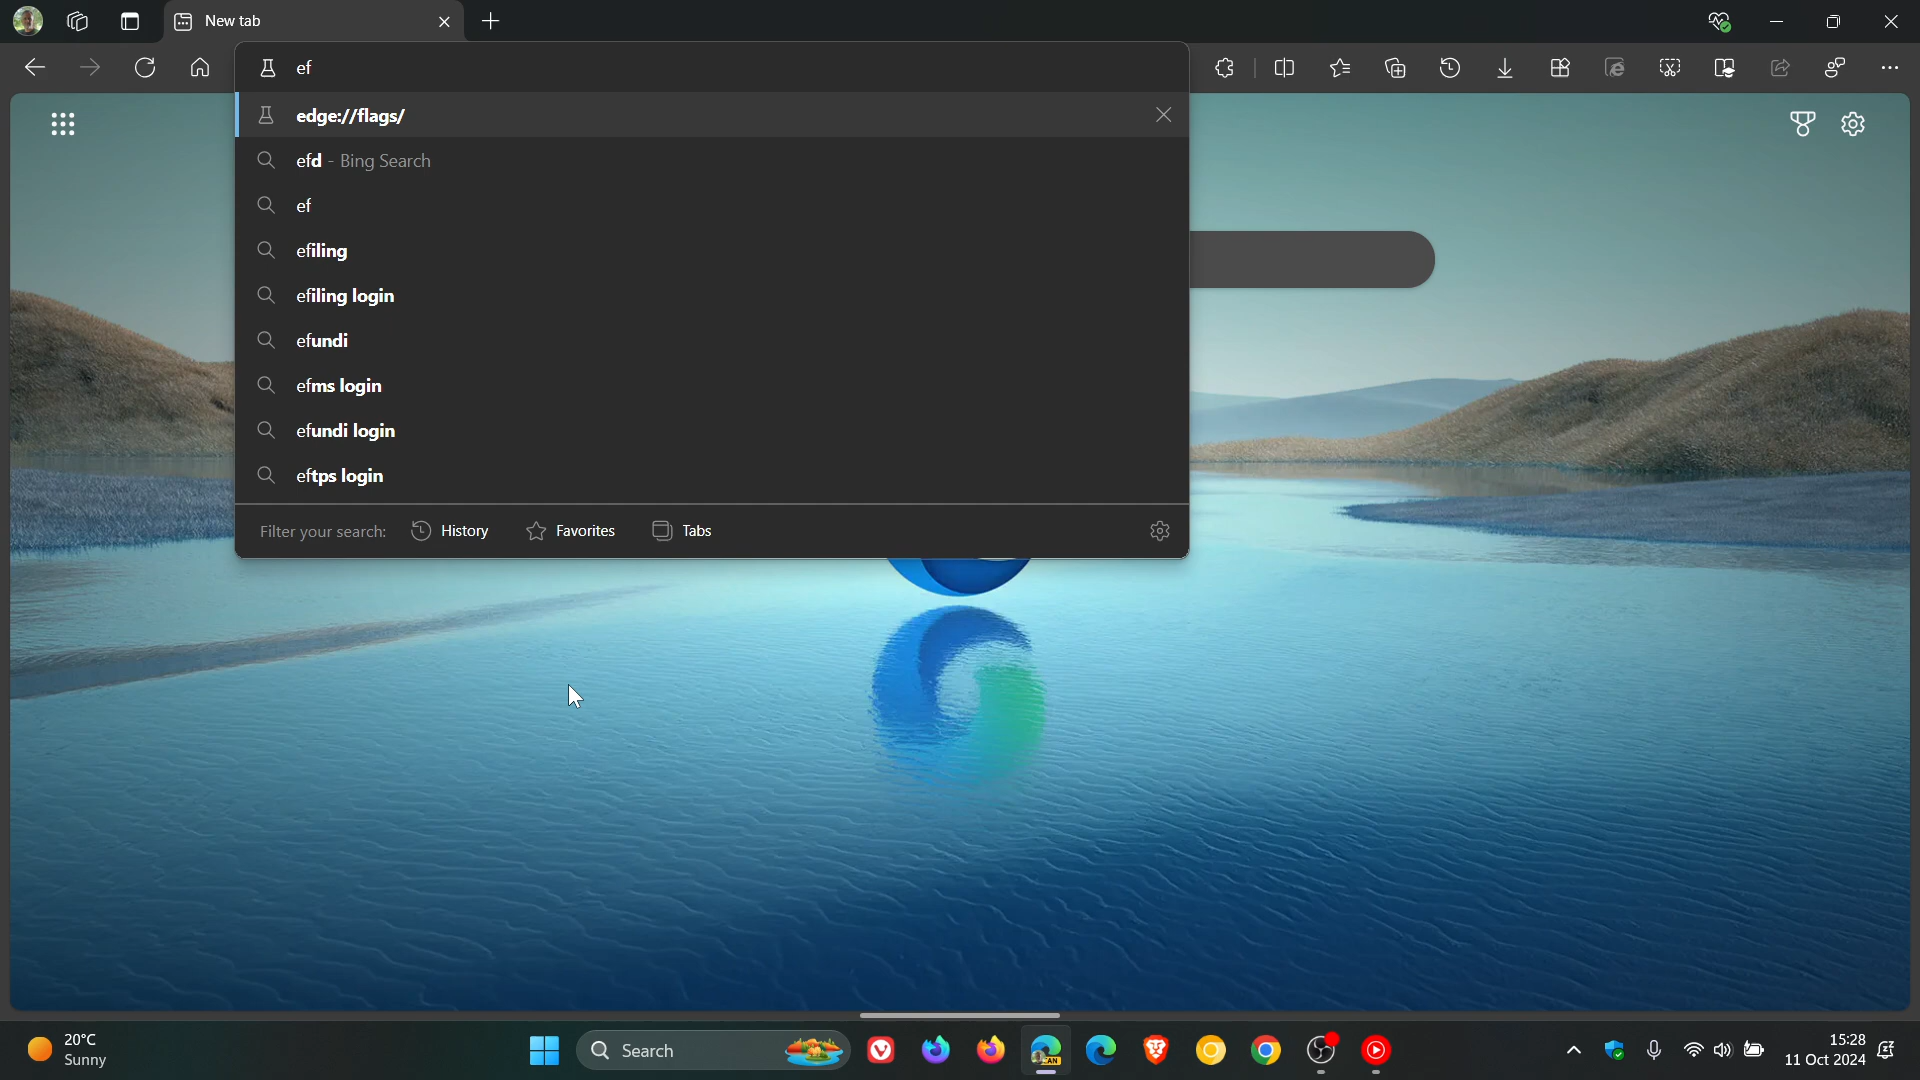 New tab
ef
edge://flags/
efd - Bing Search
ef
efiling
efiling login
efundi
efms login
efundi login
eftps login
Filter your search: History Favorites Tabs
20°C
Sunny
Search
CAN
15:28
11 Oct 2024